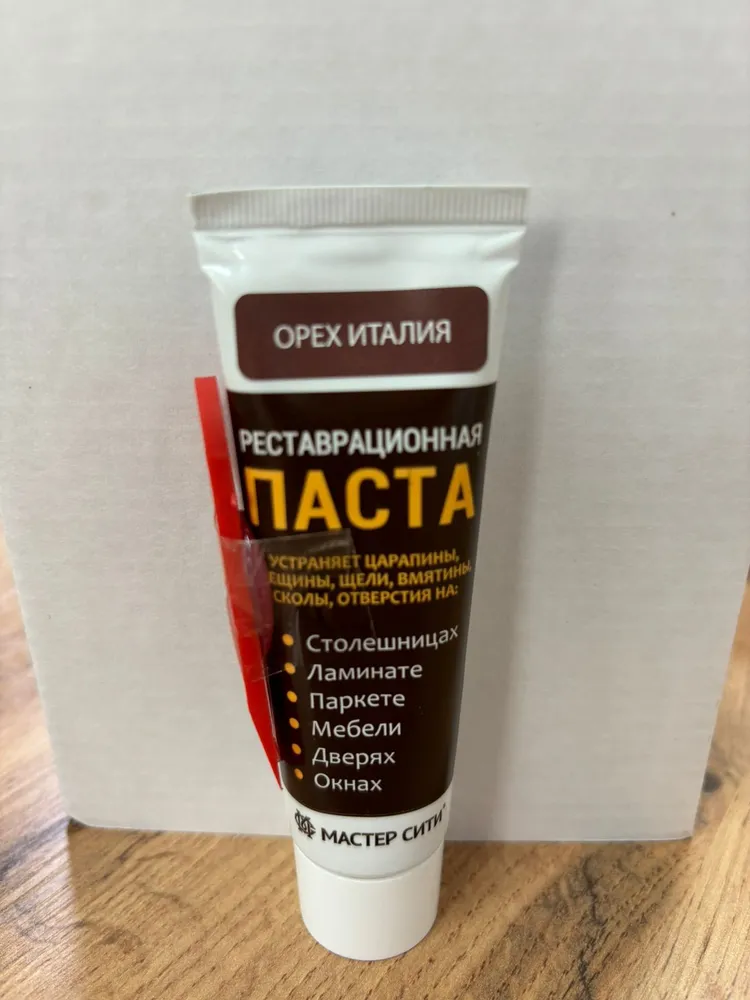 ОРЕХ ИТАЛИЯ
РЕСТАВРАЦИОННАЯ
ПАСТА
УСТРАНЯЕТ ЦАРАПИНЫ,
ЕЩИНЫ, ЩЕЛИ, ВМЯТИНЫ,
СКОЛЫ, ОТВЕРСТИЯ НА:
• Столешницах
• Ламинате
• Паркете
• Мебели
• Дверях
• Окнах
МАСТЕР СИТИ